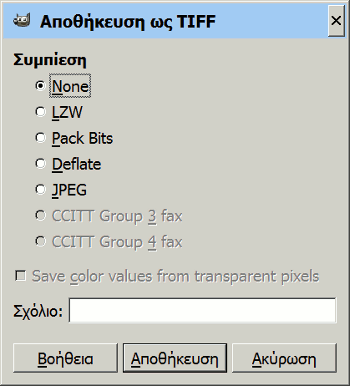 Αποθήκευση ως TIFF
Συμπίεση
None
LZW
Pack Bits
Deflate
JPEG
CCITT Group 3 fax
CCITT Group 4 fax
Save color values from transparent pixels
Σχόλιο:
Βοήθεια Αποθήκευση Ακύρωση